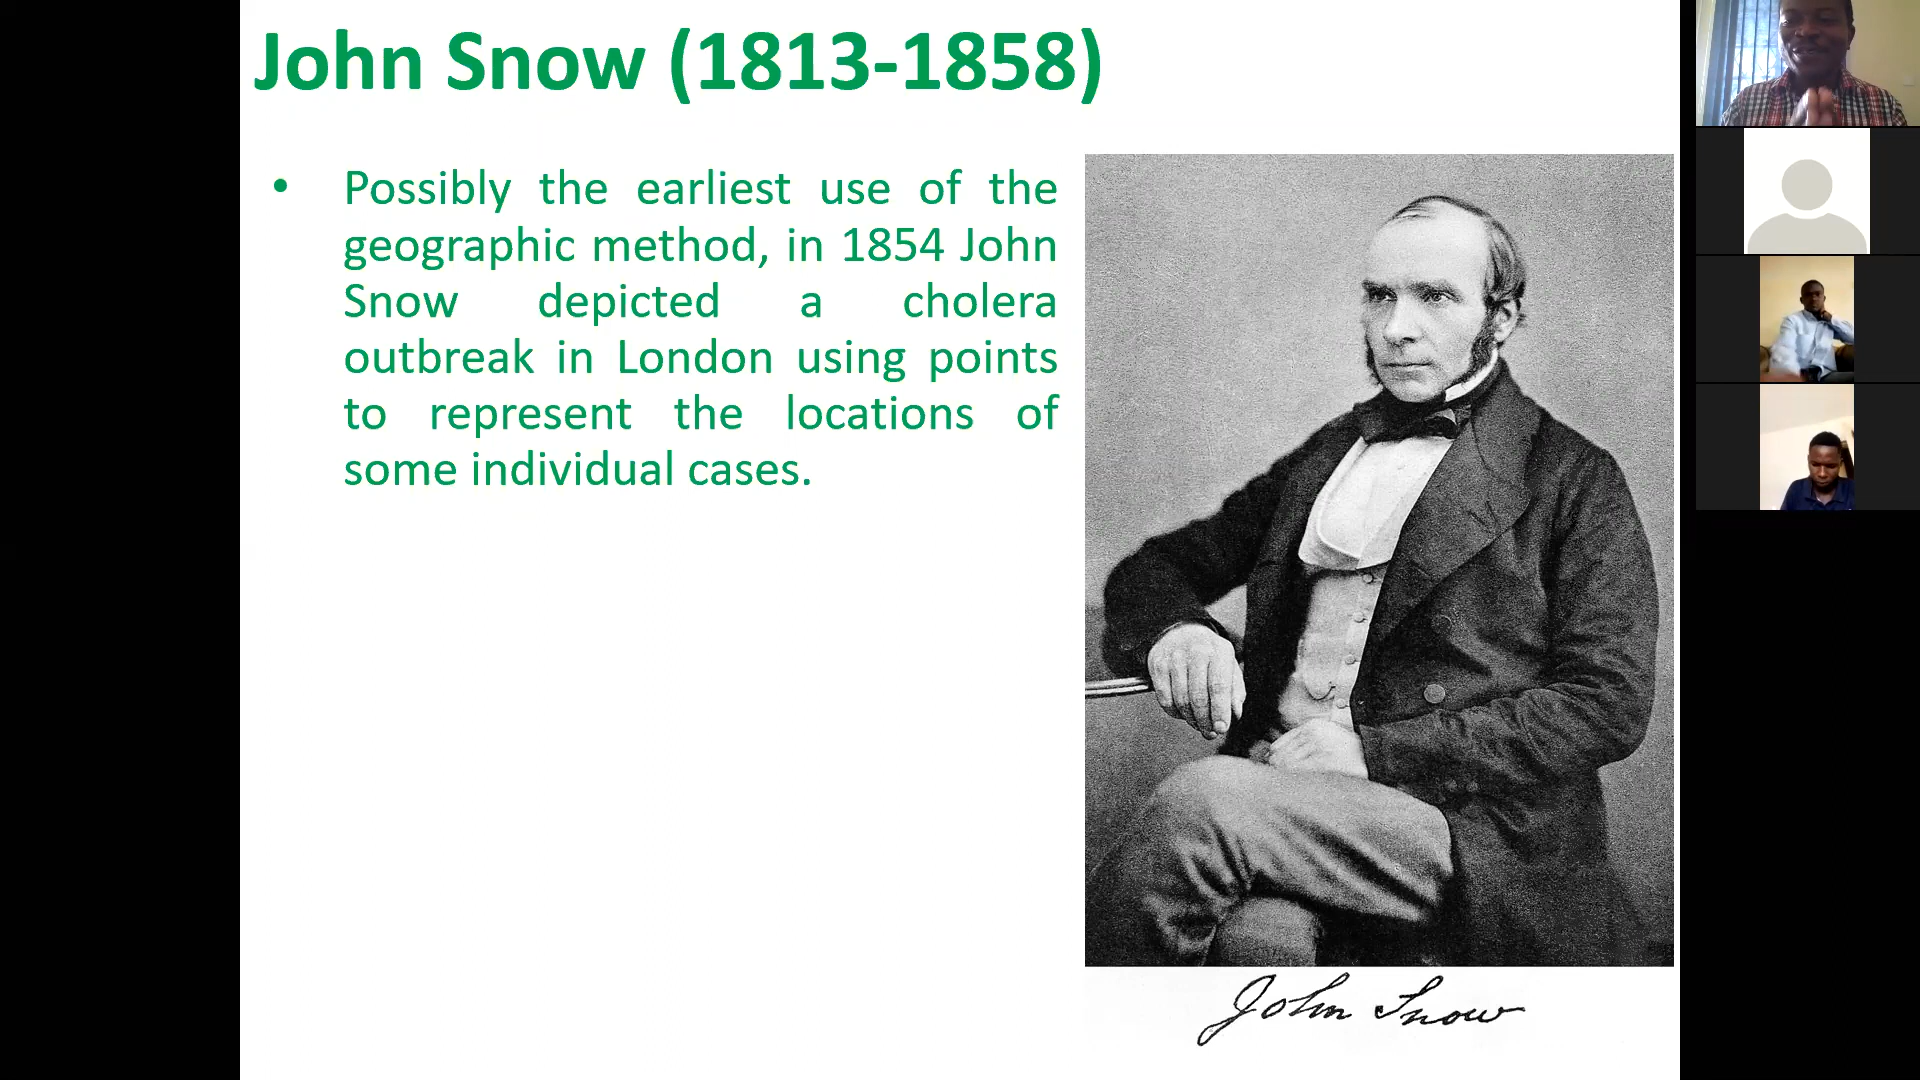 John Snow (1813-1858)
• Possibly the earliest use of the
geographic method, in 1854 John
Snow depicted a cholera
outbreak in London using points
to represent the locations of
some individual cases.
John Snow